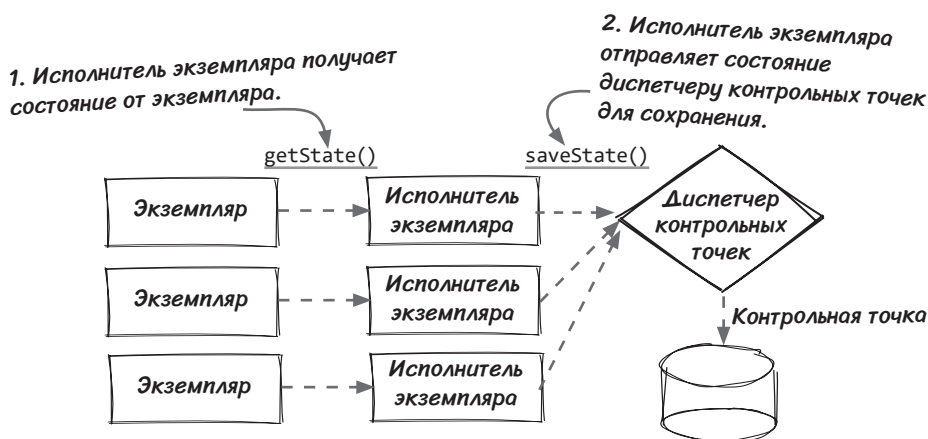 1. Исполнитель экземпляра получает
состояние от экземпляра.
2. Исполнитель экземпляра
отправляет состояние
диспетчеру контрольных точек
для сохранения.
getState()
saveState()
Экземпляр
Исполнитель
экземпляра
Диспетчер
контрольных
точек
Экземпляр
Исполнитель
экземпляра
Контрольная точка
Экземпляр
Исполнитель
экземпляра